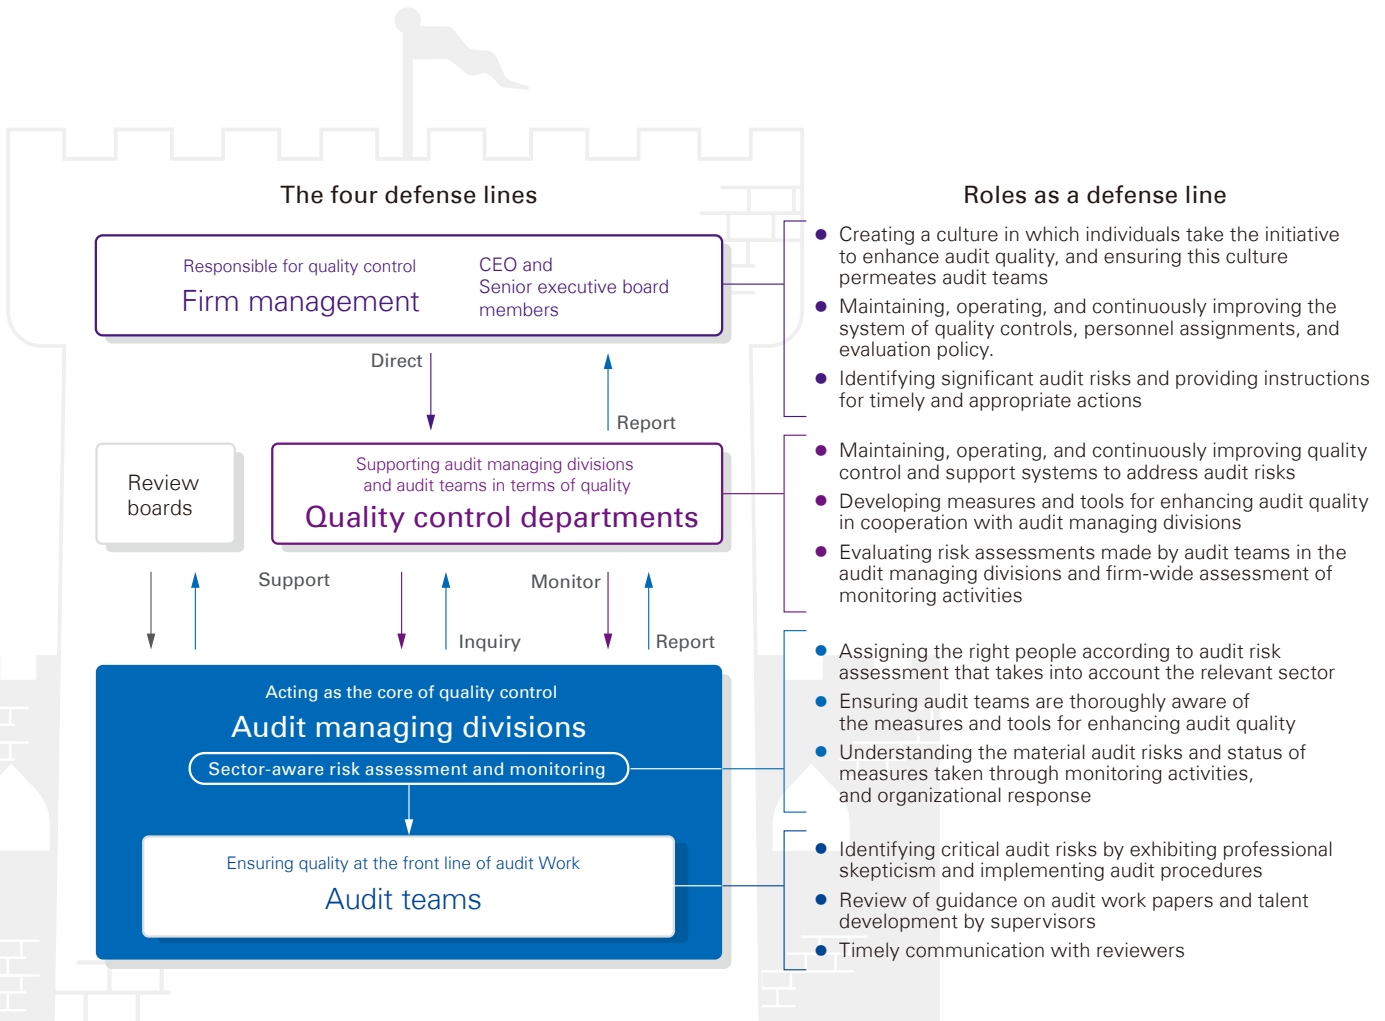 The four defense lines
Roles as a defense line
Responsible for quality control
Firm management
CEO and
Senior executive board
members
Direct
Report
Review
boards
Supporting audit managing divisions
and audit teams in terms of quality
Quality control departments
Support
Inquiry
Monitor
Report
Acting as the core of quality control
Audit managing divisions
Sector-aware risk assessment and monitoring
Ensuring quality at the front line of audit Work
Audit teams
● Creating a culture in which individuals take the initiative
to enhance audit quality, and ensuring this culture
permeates audit teams
● Maintaining, operating, and continuously improving the
system of quality controls, personnel assignments, and
evaluation policy.
● Identifying significant audit risks and providing instructions
for timely and appropriate actions
● Maintaining, operating, and continuously improving quality
control and support systems to address audit risks
● Developing measures and tools for enhancing audit quality
in cooperation with audit managing divisions
● Evaluating risk assessments made by audit teams in the
audit managing divisions and firm-wide assessment of
monitoring activities
● Assigning the right people according to audit risk
assessment that takes into account the relevant sector
● Ensuring audit teams are thoroughly aware of
the measures and tools for enhancing audit quality
● Understanding the material audit risks and status of
measures taken through monitoring activities,
and organizational response
● Identifying critical audit risks by exhibiting professional
skepticism and implementing audit procedures
● Review of guidance on audit work papers and talent
development by supervisors
● Timely communication with reviewers